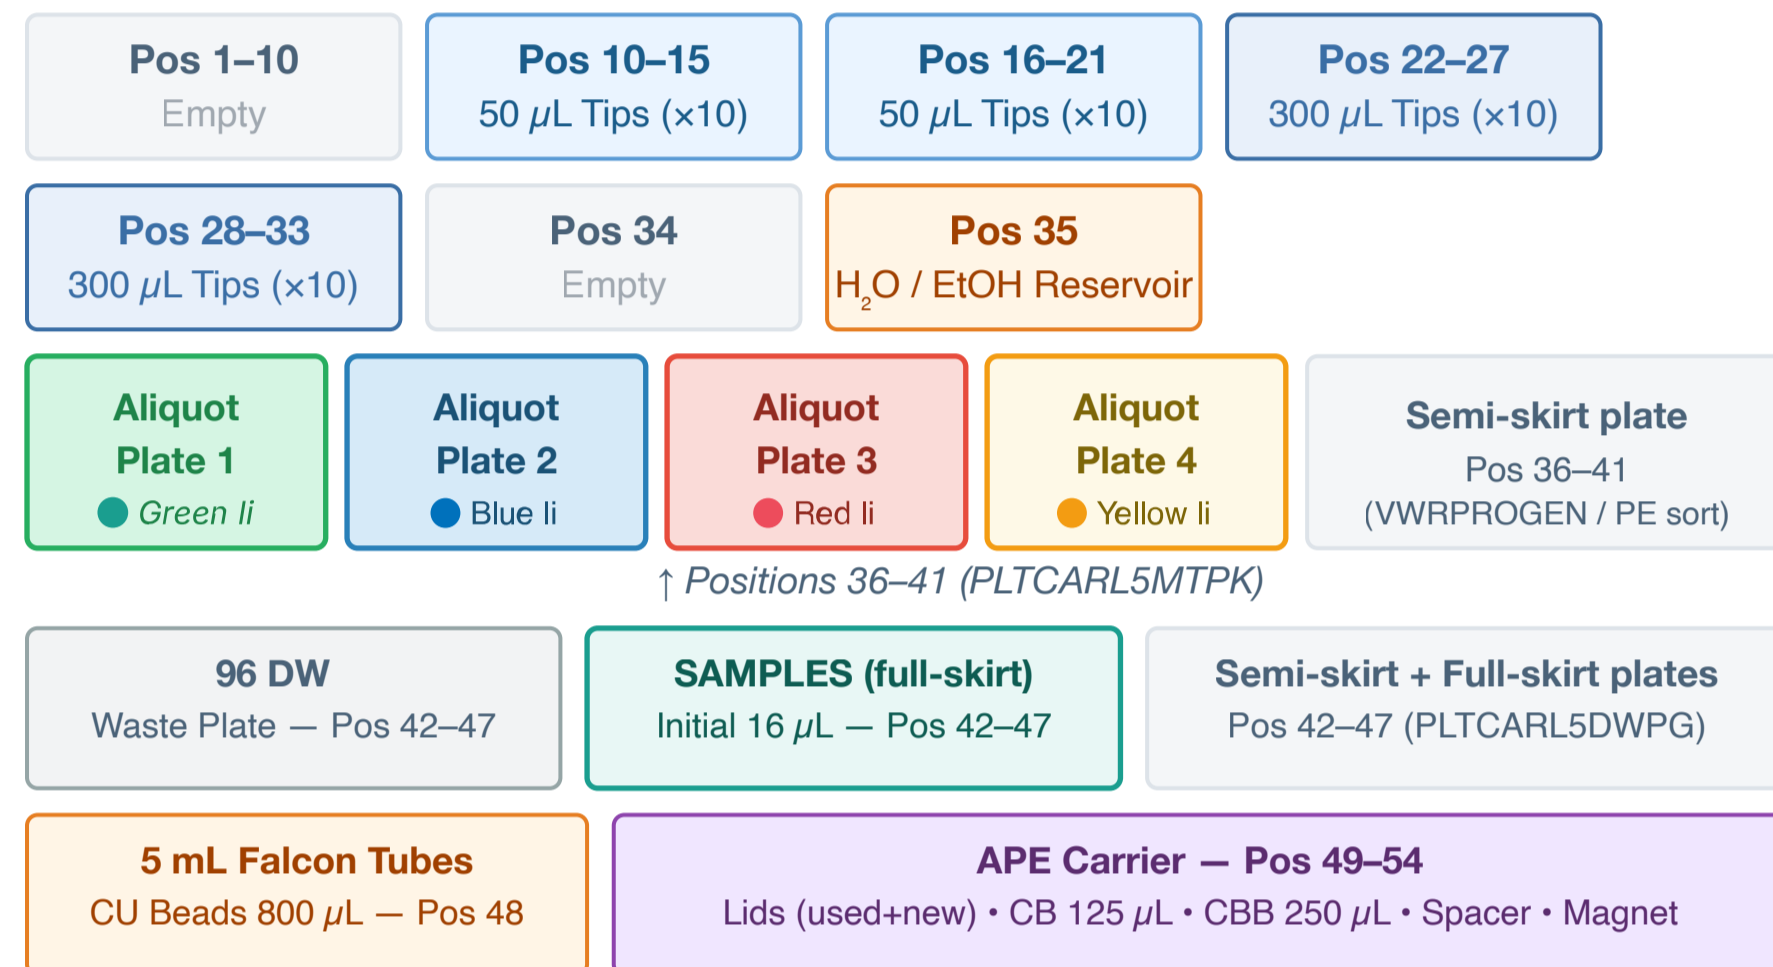 Pos 1–10
Empty
Pos 10–15
50 µL Tips (×10)
Pos 16–21
50 µL Tips (×10)
Pos 22–27
300 µL Tips (×10)
Pos 28–33
300 µL Tips (×10)
Pos 34
Empty
Pos 35
H₂O / EtOH Reservoir
Aliquot
Plate 1
Green li
Aliquot
Plate 2
Blue li
Aliquot
Plate 3
Red li
Aliquot
Plate 4
Yellow li
Semi-skirt plate
Pos 36–41
(VWRPROGEN / PE sort)
↑ Positions 36–41 (PLTCARL5MTPK)
96 DW
Waste Plate — Pos 42–47
SAMPLES (full-skirt)
Initial 16 µL — Pos 42–47
Semi-skirt + Full-skirt plates
Pos 42–47 (PLTCARL5DWPG)
5 mL Falcon Tubes
CU Beads 800 µL — Pos 48
APE Carrier — Pos 49–54
Lids (used+new) • CB 125 µL • CBB 250 µL • Spacer • Magnet